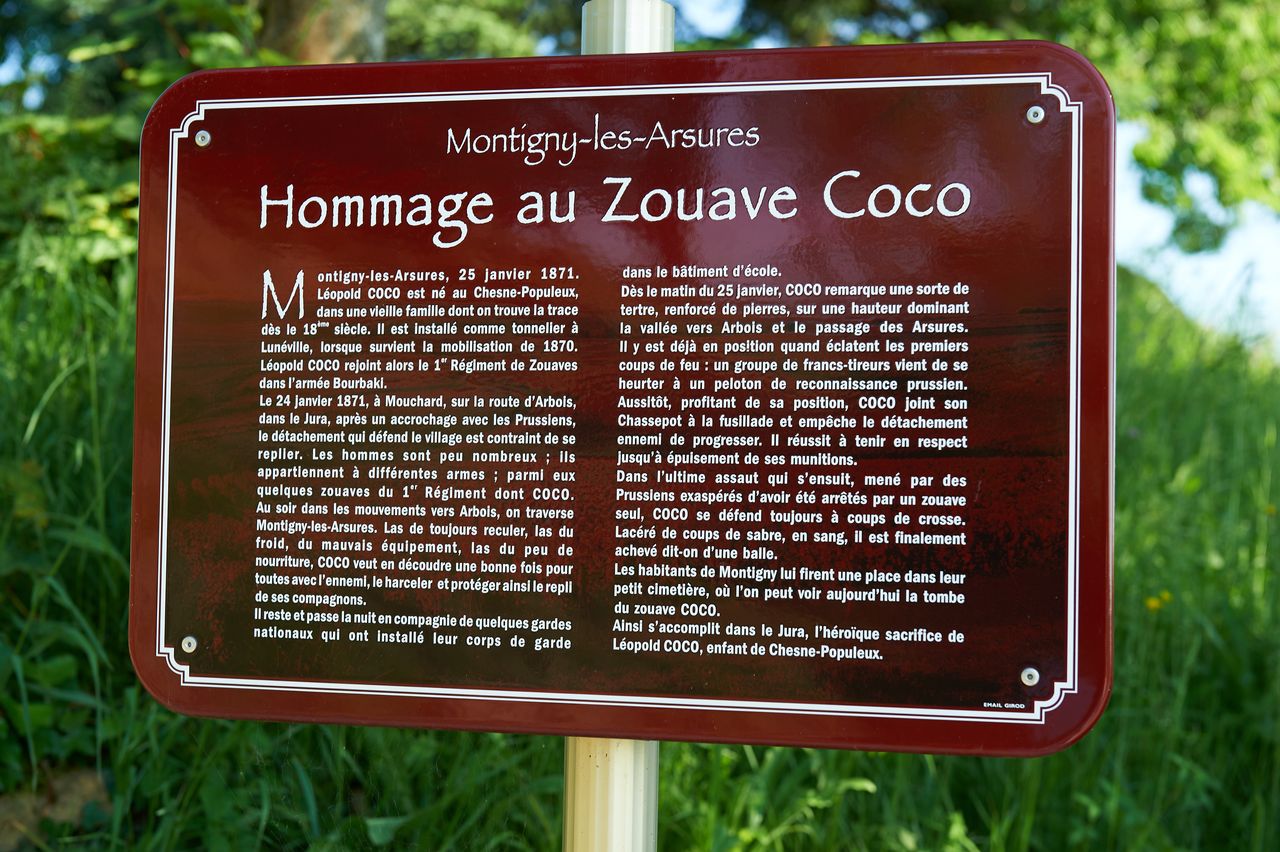 Montigny-les-Arsures
Hommage au Zouave Coco
Montigny-les-Arsures, 25 janvier 1871.
Léopold COCO est né au Chesne-Populeux,
dans une vieille famille dont on trouve la trace
dès le 18ème siècle. Il est installé comme tonnelier à
Lunéville, lorsque survient la mobilisation de 1870.
Léopold COCO rejoint alors le 1er Régiment de Zouaves
dans l'armée Bourbaki.
Le 24 janvier 1871, à Mouchard, sur la route d'Arbois,
dans le Jura, après un accrochage avec les Prussiens,
le détachement qui défend le village est contraint de se
replier. Les hommes sont peu nombreux ; ils
appartiennent à différentes armes ; parmi eux
quelques zouaves du 1er Régiment dont COCO.
Au soir dans les mouvements vers Arbois, on traverse
Montigny-les-Arsures. Las de toujours reculer, las du
froid, du mauvais équipement, las du peu de
nourriture, COCO veut en découdre une bonne fois pour
toutes avec l'ennemi, le harceler et protéger ainsi le repli
de ses compagnons.
Il reste et passe la nuit en compagnie de quelques gardes
nationaux qui ont installé leur corps de garde
dans le bâtiment d'école.
Dès le matin du 25 janvier, COCO remarque une sorte de
tertre, renforcé de pierres, sur une hauteur dominant
la vallée vers Arbois et le passage des Arsures.
Il y est déjà en position quand éclatent les premiers
coups de feu : un groupe de francs-tireurs vient de se
heurter à un peloton de reconnaissance prussien.
Aussitôt, profitant de sa position, COCO joint son
Chassepot à la fusillade et empêche le détachement
ennemi de progresser. Il réussit à tenir en respect
jusqu'à épuisement de ses munitions.
Dans l'ultime assaut qui s'ensuit, mené par des
Prussiens exaspérés d'avoir été arrêtés par un zouave
seul, COCO se défend toujours à coups de crosse.
Lacéré de coups de sabre, en sang, il est finalement
achevé dit-on d'une balle.
Les habitants de Montigny lui firent une place dans leur
petit cimetière, où l'on peut voir aujourd'hui la tombe
du zouave COCO.
Ainsi s'accomplit dans le Jura, l'héroïque sacrifice de
Léopold COCO, enfant de Chesne-Populeux.
EMAIL GIROD